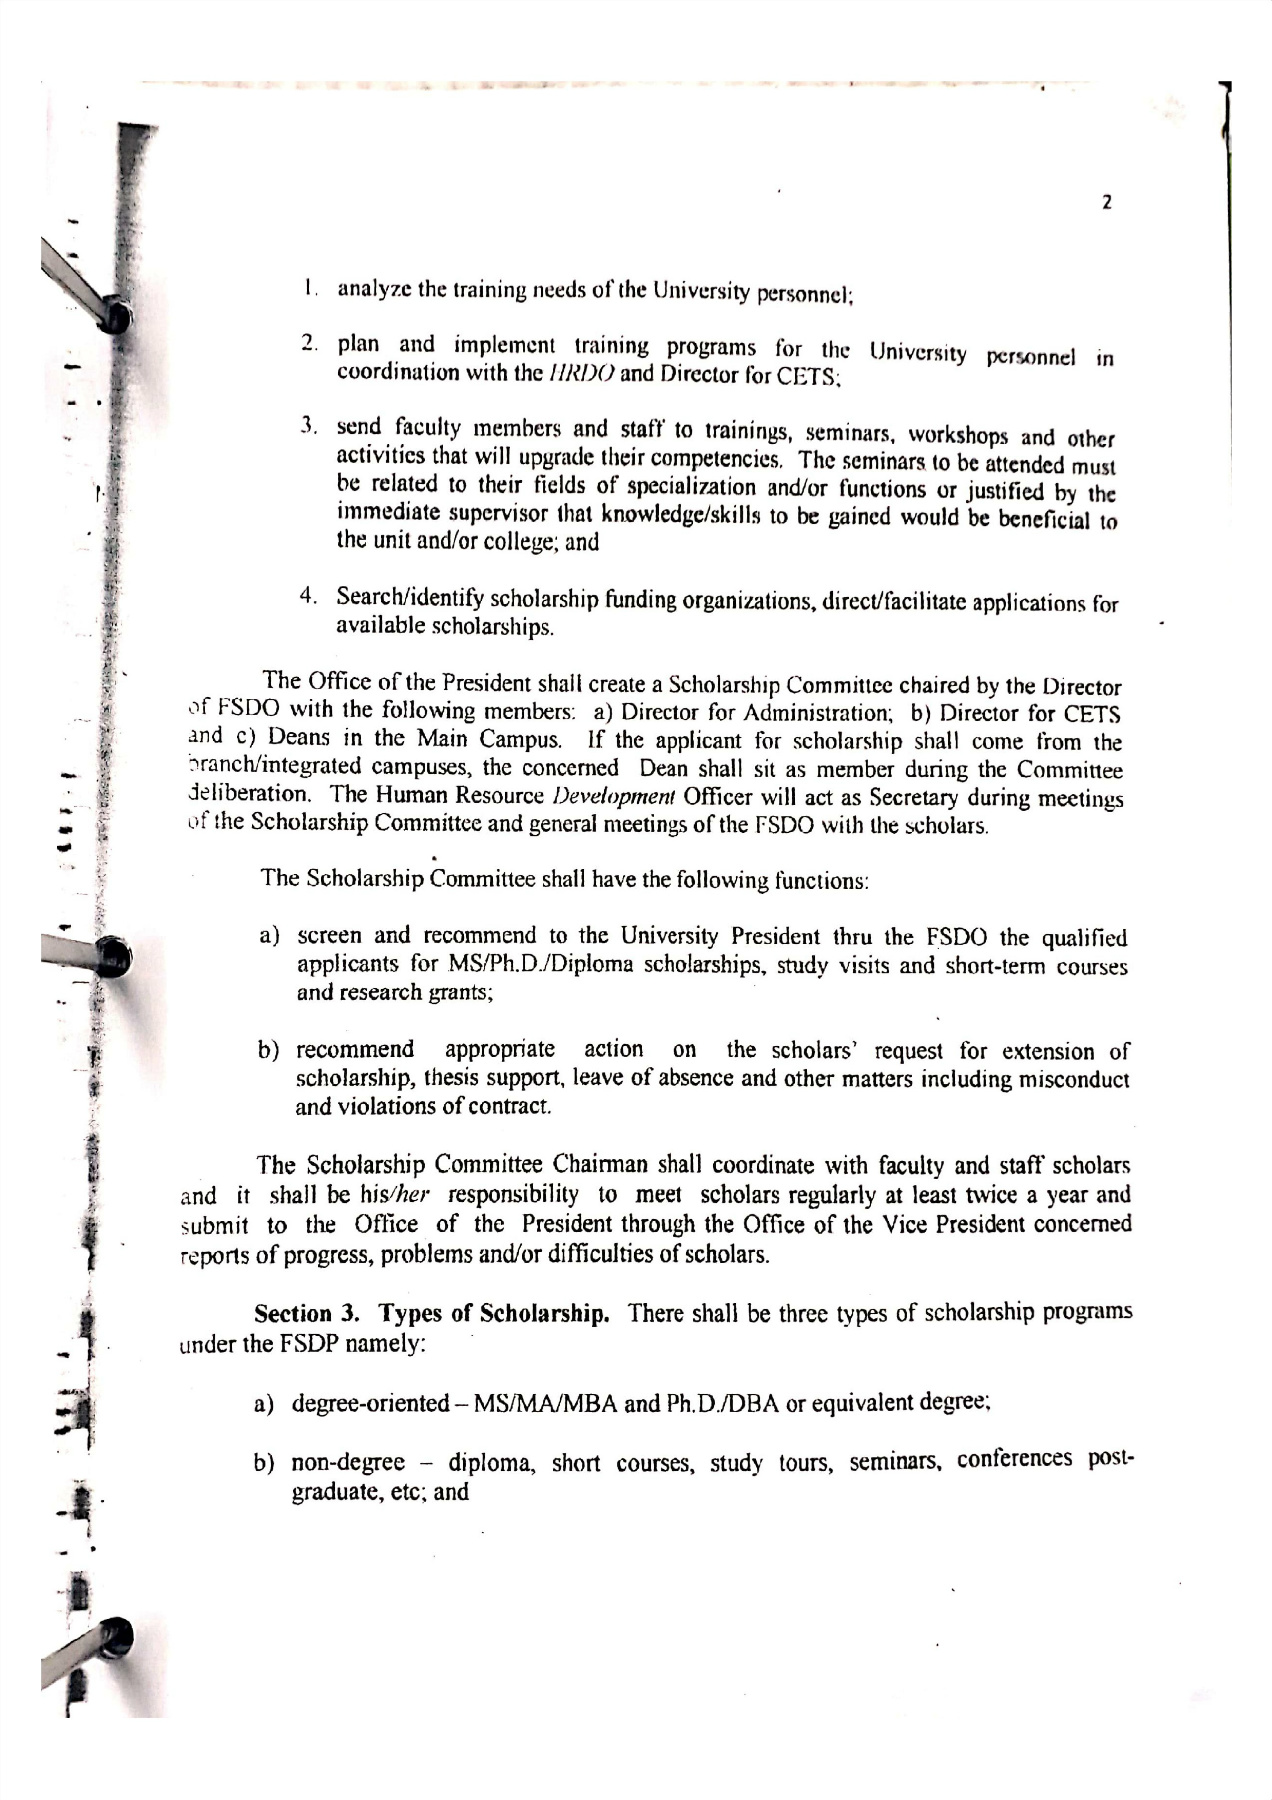 2
1. analyze the training needs of the University personnel;
2. plan and implement training programs for the University personnel in
coordination with the HRDO and Director for CETS;
3. send faculty members and staff to trainings, seminars, workshops and other
activities that will upgrade their competencies. The seminars to be attended must
be related to their fields of specialization and/or functions or justified by the
immediate supervisor that knowledge/skills to be gained would be beneficial to
the unit and/or college; and
4. Search/identify scholarship funding organizations, direct/facilitate applications for
available scholarships.
The Office of the President shall create a Scholarship Committee chaired by the Director
of FSDO with the following members: a) Director for Administration; b) Director for CETS
and c) Deans in the Main Campus. If the applicant for scholarship shall come from the
branch/integrated campuses, the concerned Dean shall sit as member during the Committee
deliberation. The Human Resource Development Officer will act as Secretary during meetings
of the Scholarship Committee and general meetings of the FSDO with the scholars.
The Scholarship Committee shall have the following functions:
a) screen and recommend to the University President thru the FSDO the qualified
applicants for MS/Ph.D./Diploma scholarships, study visits and short-term courses
and research grants;
b) recommend appropriate action on the scholars' request for extension of
scholarship, thesis support, leave of absence and other matters including misconduct
and violations of contract.
The Scholarship Committee Chairman shall coordinate with faculty and staff scholars
and it shall be his/her responsibility to meet scholars regularly at least twice a year and
submit to the Office of the President through the Office of the Vice President concerned
reports of progress, problems and/or difficulties of scholars.
Section 3. Types of Scholarship. There shall be three types of scholarship programs
under the FSDP namely:
a) degree-oriented – MS/MA/MBA and Ph.D./DBA or equivalent degree;
b) non-degree – diploma, short courses, study tours, seminars, conferences post-
graduate, etc; and